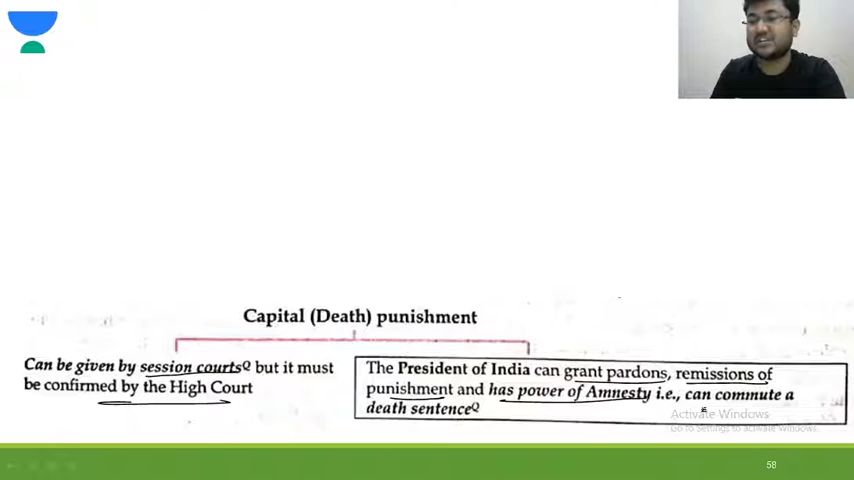 Capital (Death) punishment
Can be given by session courtsQ but it must
be confirmed by the High Court
The President of India can grant pardons, remissions of
punishment and has power of Amnesty i.e., can commute a
death sentenceQ
Activate Windows
Go to Settings to activate Windows.
58